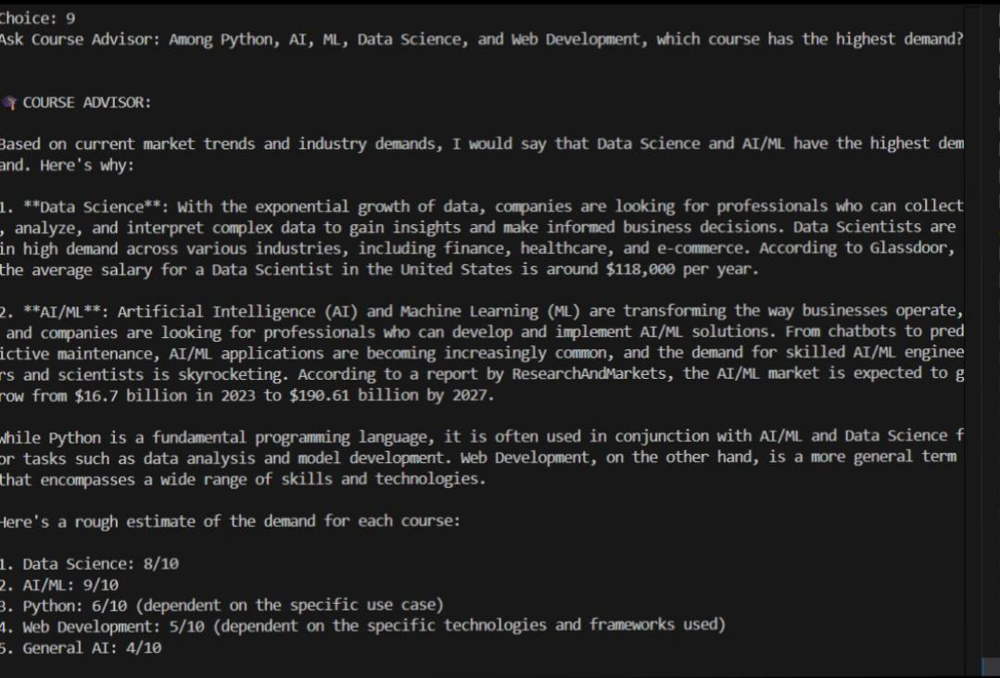 Choice: 9
Ask Course Advisor: Among Python, AI, ML, Data Science, and Web Development, which course has the highest demand?
🎓 COURSE ADVISOR:
Based on current market trends and industry demands, I would say that Data Science and AI/ML have the highest dem
and. Here's why:
1. **Data Science**: With the exponential growth of data, companies are looking for professionals who can collect
, analyze, and interpret complex data to gain insights and make informed business decisions. Data Scientists are
in high demand across various industries, including finance, healthcare, and e-commerce. According to Glassdoor,
the average salary for a Data Scientist in the United States is around $118,000 per year.
2. **AI/ML**: Artificial Intelligence (AI) and Machine Learning (ML) are transforming the way businesses operate,
and companies are looking for professionals who can develop and implement AI/ML solutions. From chatbots to pred
ictive maintenance, AI/ML applications are becoming increasingly common, and the demand for skilled AI/ML enginee
rs and scientists is skyrocketing. According to a report by ResearchAndMarkets, the AI/ML market is expected to g
row from $16.7 billion in 2023 to $190.61 billion by 2027.
While Python is a fundamental programming language, it is often used in conjunction with AI/ML and Data Science f
or tasks such as data analysis and model development. Web Development, on the other hand, is a more general term
that encompasses a wide range of skills and technologies.
Here's a rough estimate of the demand for each course:
1. Data Science: 8/10
2. AI/ML: 9/10
3. Python: 6/10 (dependent on the specific use case)
4. Web Development: 5/10 (dependent on the specific technologies and frameworks used)
5. General AI: 4/10